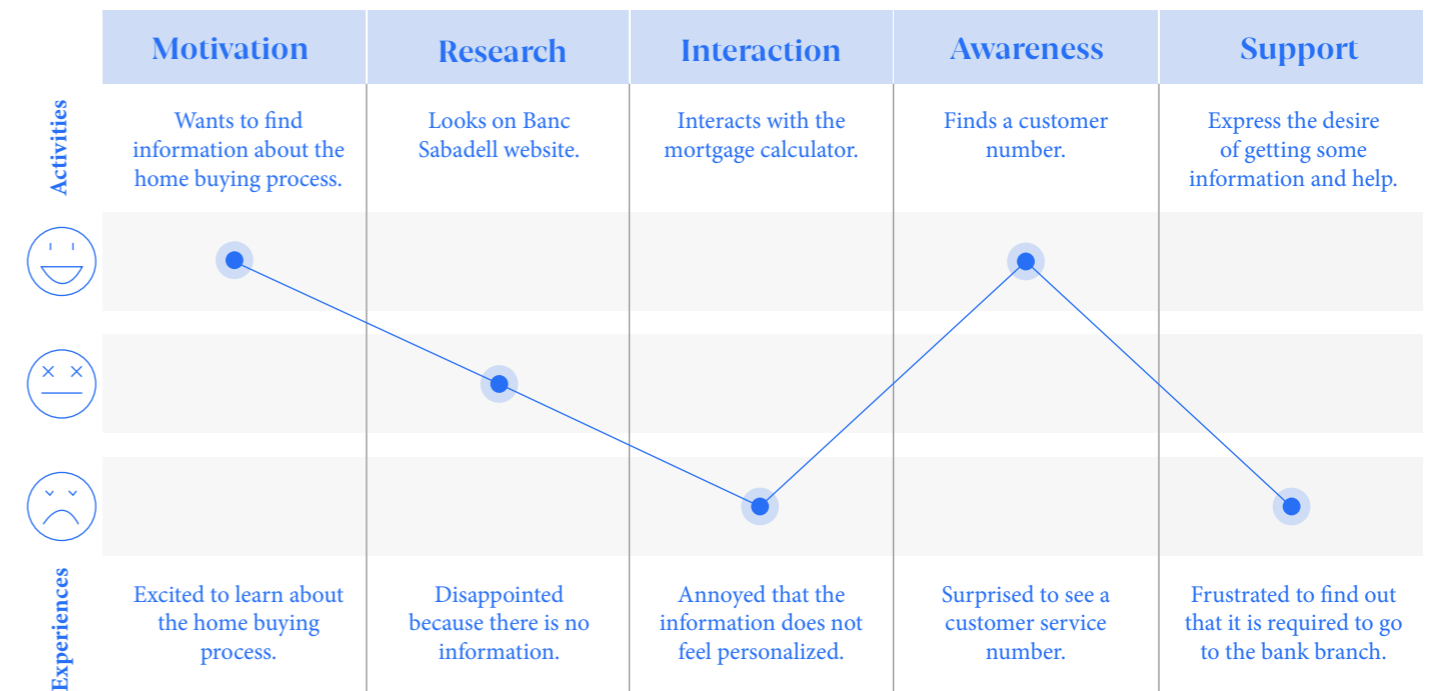 Motivation
Research
Interaction
Awareness
Support
Activities
Wants to find
information about the
home buying process.
Looks on Banc
Sabadell website.
Interacts with the
mortgage calculator.
Finds a customer
number.
Express the desire
of getting some
information and help.
Experiences
Excited to learn about
the home buying
process.
Disappointed
because there is no
information.
Annoyed that the
information does not
feel personalized.
Surprised to see a
customer service
number.
Frustrated to find out
that it is required to go
to the bank branch.